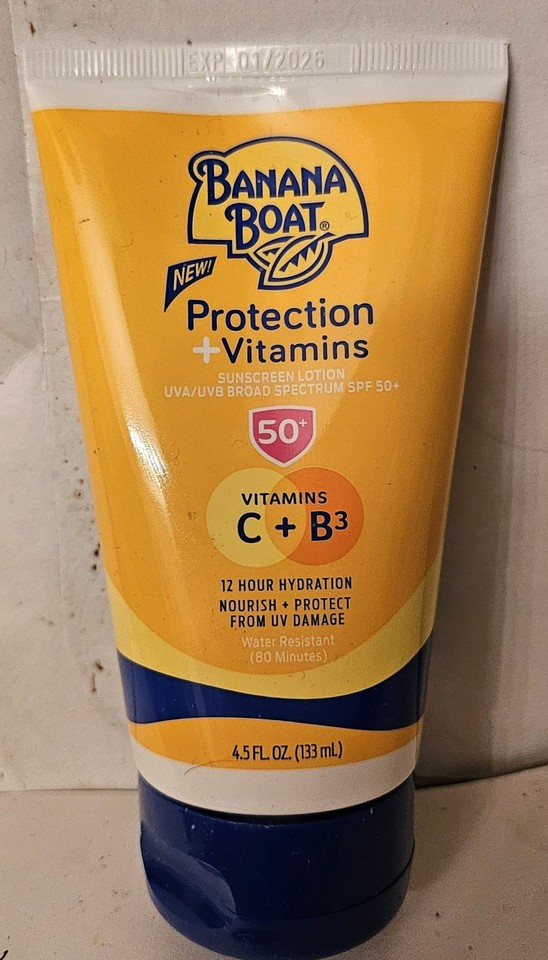 EXP 01/2026
BANANA
BOAT®
NEW!
Protection
+Vitamins
SUNSCREEN LOTION
UVA/UVB BROAD SPECTRUM SPF 50+
50+
VITAMINS
C + B3
12 HOUR HYDRATION
NOURISH + PROTECT
FROM UV DAMAGE
Water Resistant
(80 Minutes)
4.5 FL. OZ. (133 mL)